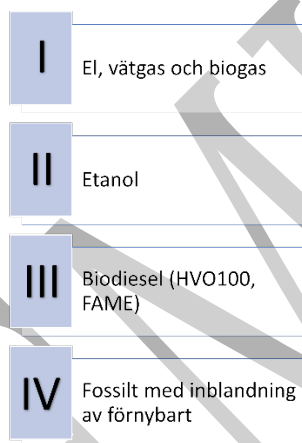 I
El, vätgas och biogas
II
Etanol
III
Biodiesel (HVO100,
FAME)
IV
Fossilt med inblandning
av förnybart